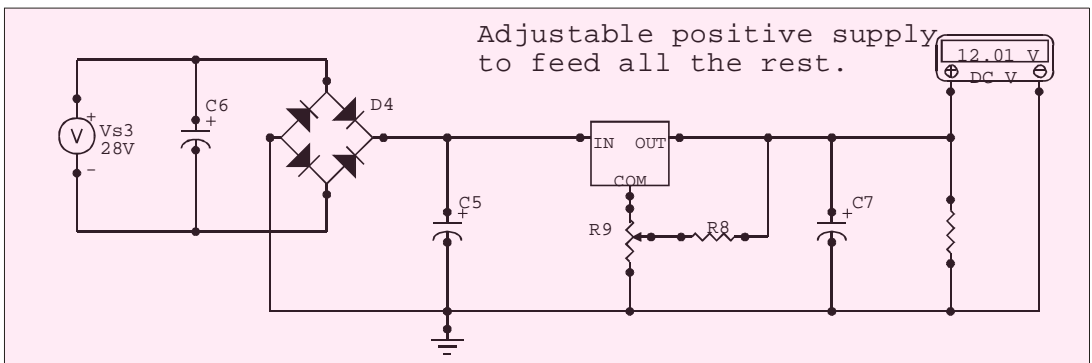 Adjustable positive supply
to feed all the rest.
12.01 V
DC V
C6
+
D4
+
Vs3
28V
-
V
IN OUT
COM
C5
+
R9
R8
C7
+